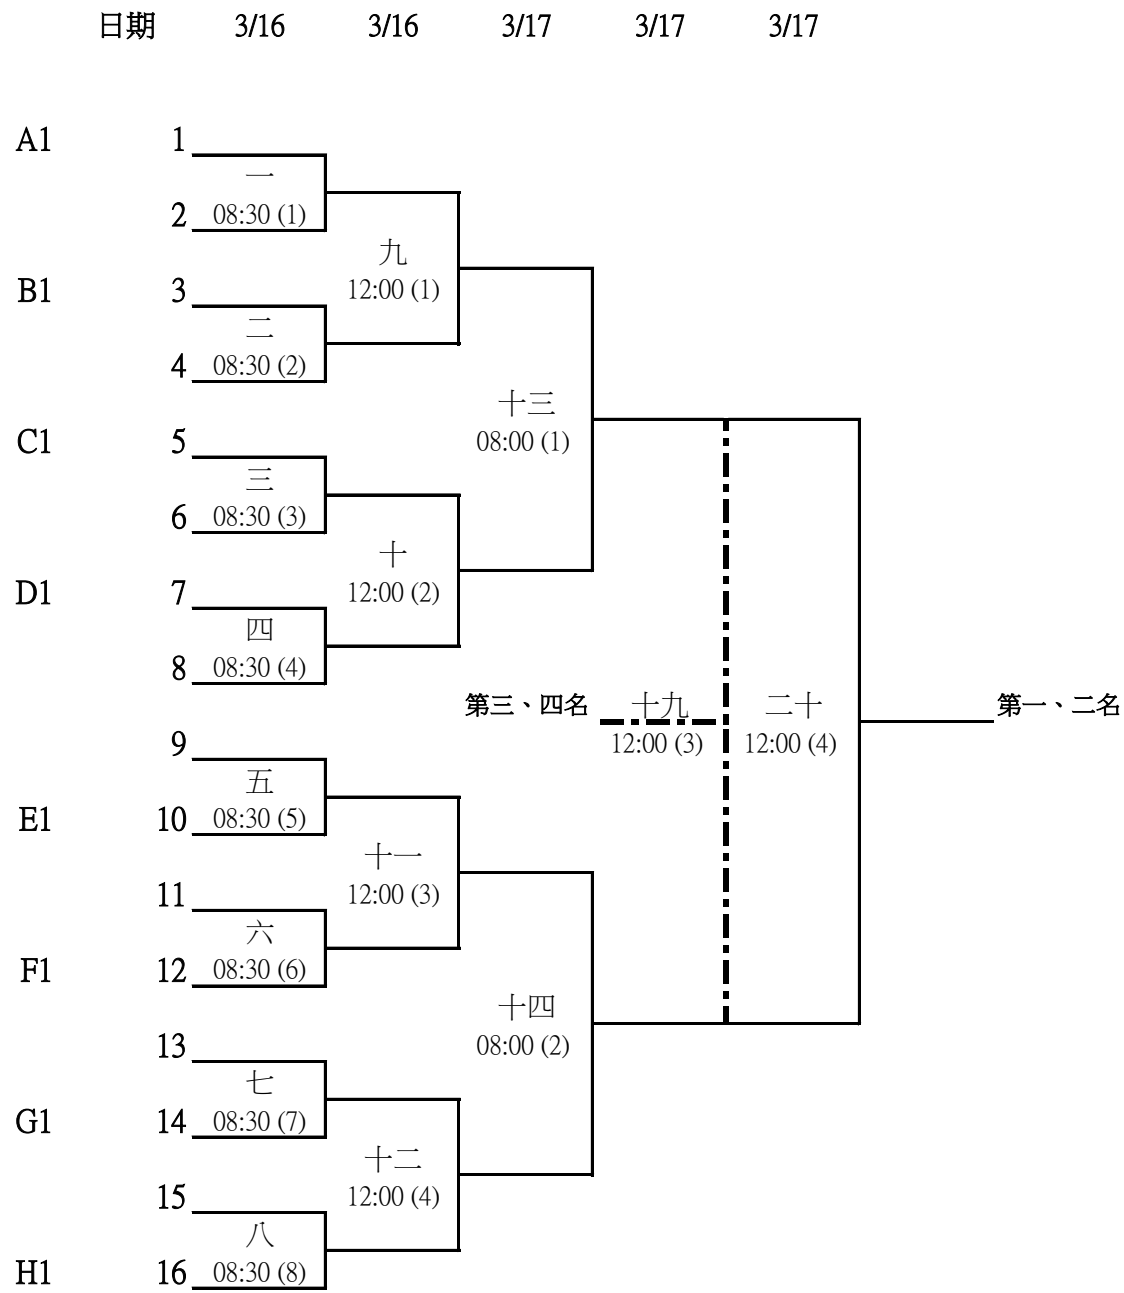 日期 3/16 3/16 3/17 3/17 3/17
A1 1
一
2 08:30 (1)
九
B1 3 12:00 (1)
二
4 08:30 (2)
十三
C1 5 08:00 (1)
三
6 08:30 (3)
十
D1 7 12:00 (2)
四
8 08:30 (4)
第三、四名 十九 二十 第一、二名
9 12:00 (3) 12:00 (4)
五
E1 10 08:30 (5)
十一
11 12:00 (3)
六
F1 12 08:30 (6)
十四
13 08:00 (2)
七
G1 14 08:30 (7)
十二
15 12:00 (4)
八
H1 16 08:30 (8)